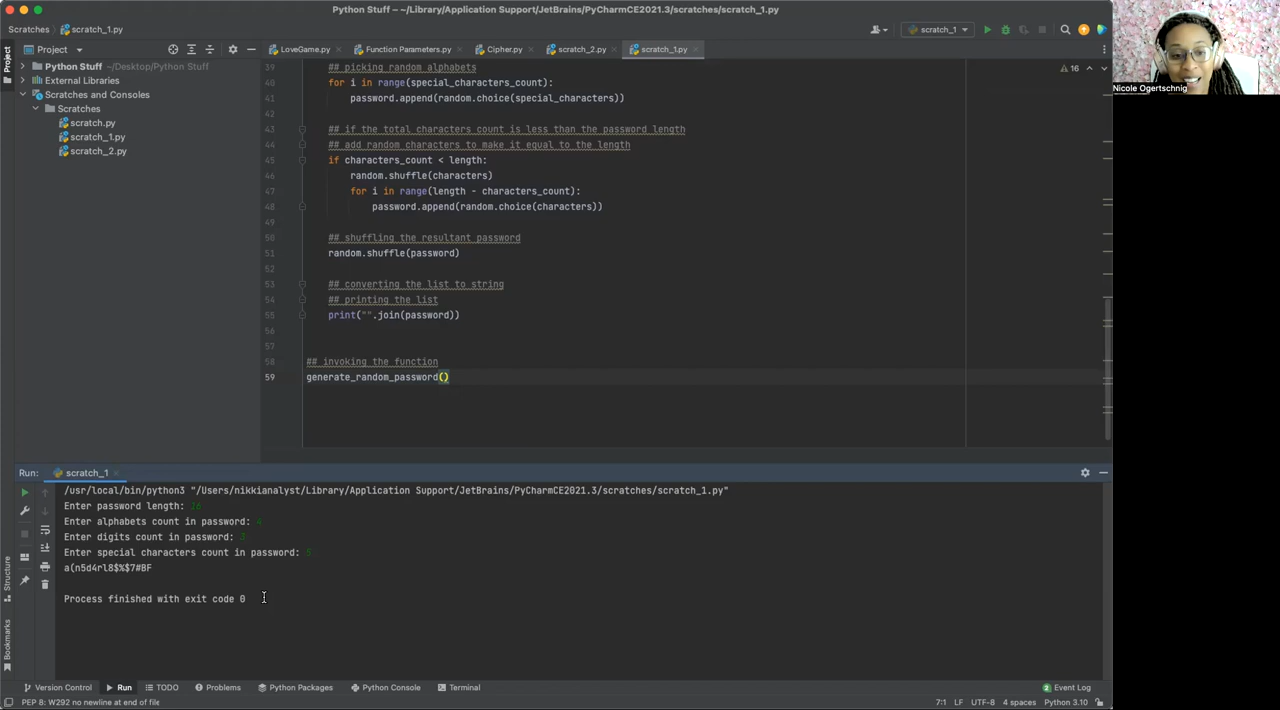 Python Stuff – ~/Library/Application Support/JetBrains/PyCharmCE2021.3/scratches/scratch_1.py
Scratches scratch_1.py
scratch_1
Project
Project
LoveGame.py
Function Parameters.py
Cipher.py
scratch_2.py
scratch_1.py
Python Stuff ~/Desktop/Python Stuff
External Libraries
Scratches and Consoles
Scratches
scratch.py
scratch_1.py
scratch_2.py
16
Nicole Ogertschnig
39 ## picking random alphabets
40 for i in range(special_characters_count):
41 password.append(random.choice(special_characters))
42
43 ## if the total characters count is less than the password length
44 ## add random characters to make it equal to the length
45 if characters_count < length:
46 random.shuffle(characters)
47 for i in range(length - characters_count):
48 password.append(random.choice(characters))
49
50 ## shuffling the resultant password
51 random.shuffle(password)
52
53 ## converting the list to string
54 ## printing the list
55 print("".join(password))
56
57
58 ## invoking the function
59 generate_random_password()
Run: scratch_1
/usr/local/bin/python3 "/Users/nikkianalyst/Library/Application Support/JetBrains/PyCharmCE2021.3/scratches/scratch_1.py"
Enter password length: 16
Enter alphabets count in password: 4
Enter digits count in password: 3
Enter special characters count in password: 5
a(n5d4rl8$%$7#BF
Process finished with exit code 0
Structure
Bookmarks
Version Control
Run
TODO
Problems
Python Packages
Python Console
Terminal
2 Event Log
PEP 8: W292 no newline at end of file
7:1 LF UTF-8 4 spaces Python 3.10